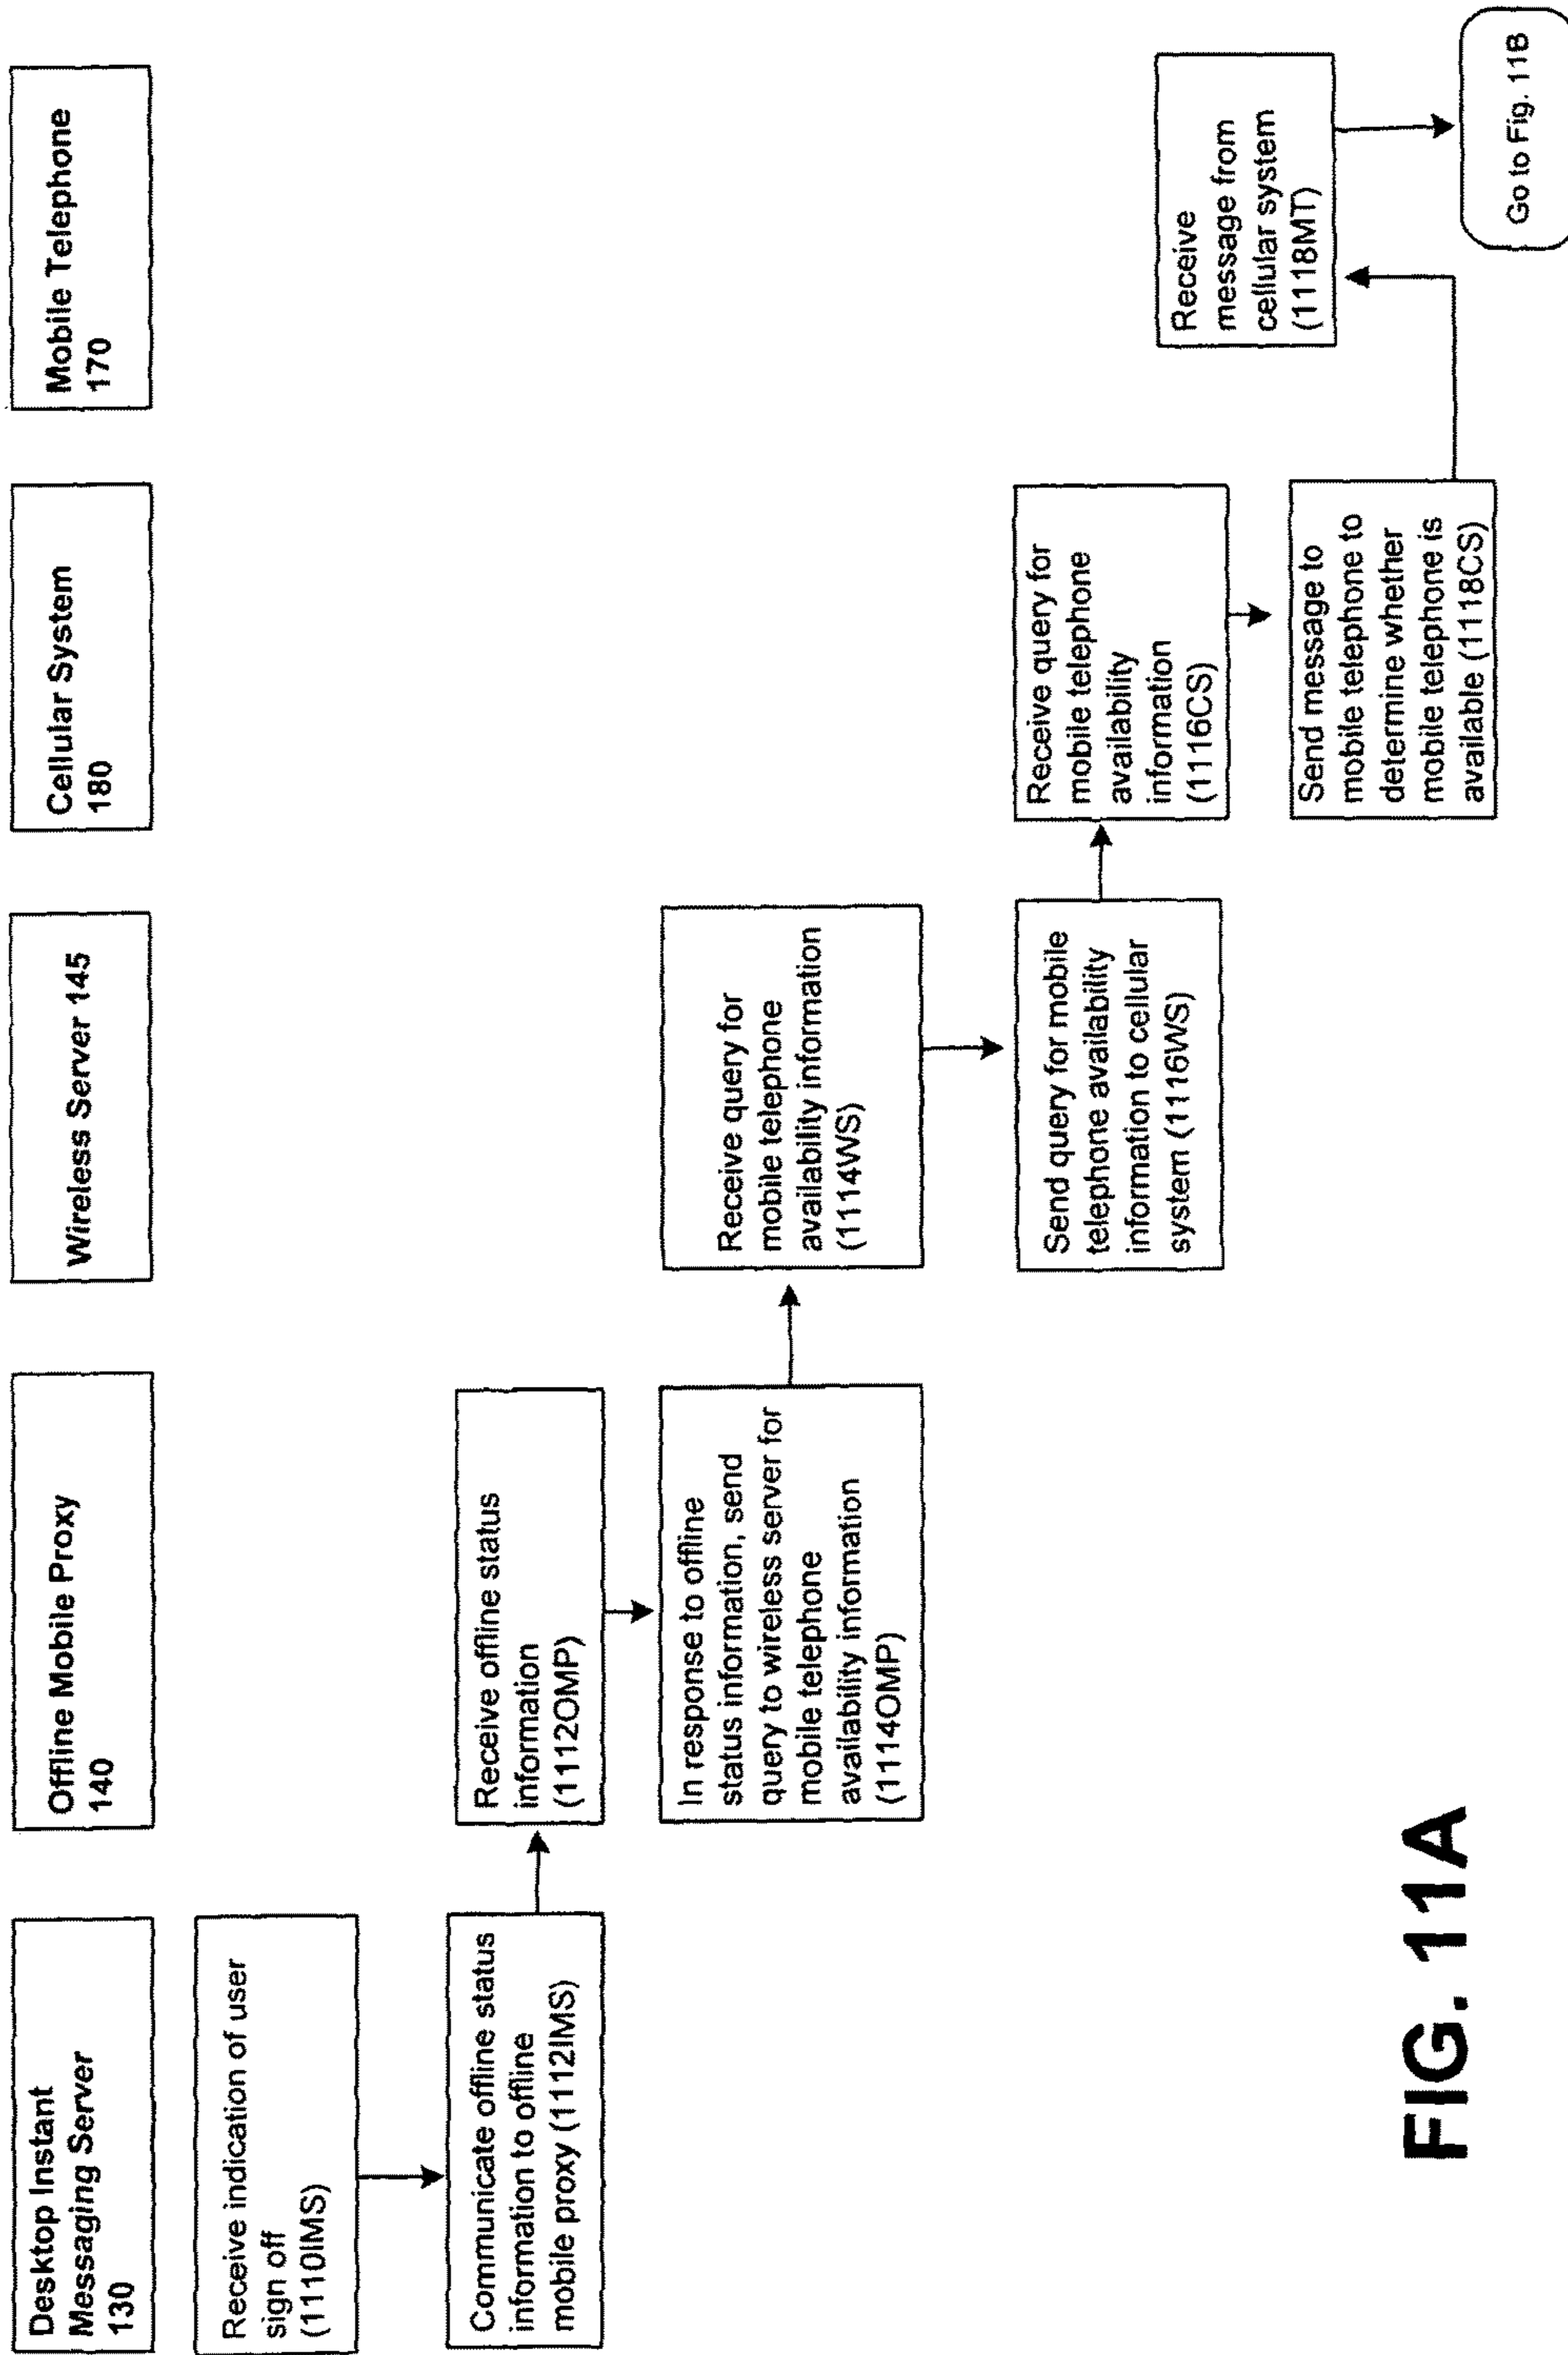 Desktop Instant
Messaging Server
130
Offline Mobile Proxy
140
Wireless Server 145
Cellular System
180
Mobile Telephone
170
Receive indication of user
sign off
(1110IMS)
Communicate offline status
information to offline
mobile proxy (1112IMS)
Receive offline status
information
(1112OMP)
In response to offline
status information, send
query to wireless server for
mobile telephone
availability information
(1114OMP)
Receive query for
mobile telephone
availability information
(1114WS)
Send query for mobile
telephone availability
information to cellular
system (1116WS)
Receive query for
mobile telephone
availability
information
(1116CS)
Send message to
mobile telephone to
determine whether
mobile telephone is
available (1118CS)
Receive
message from
cellular system
(1118MT)
Go to Fig. 11B
FIG. 11A